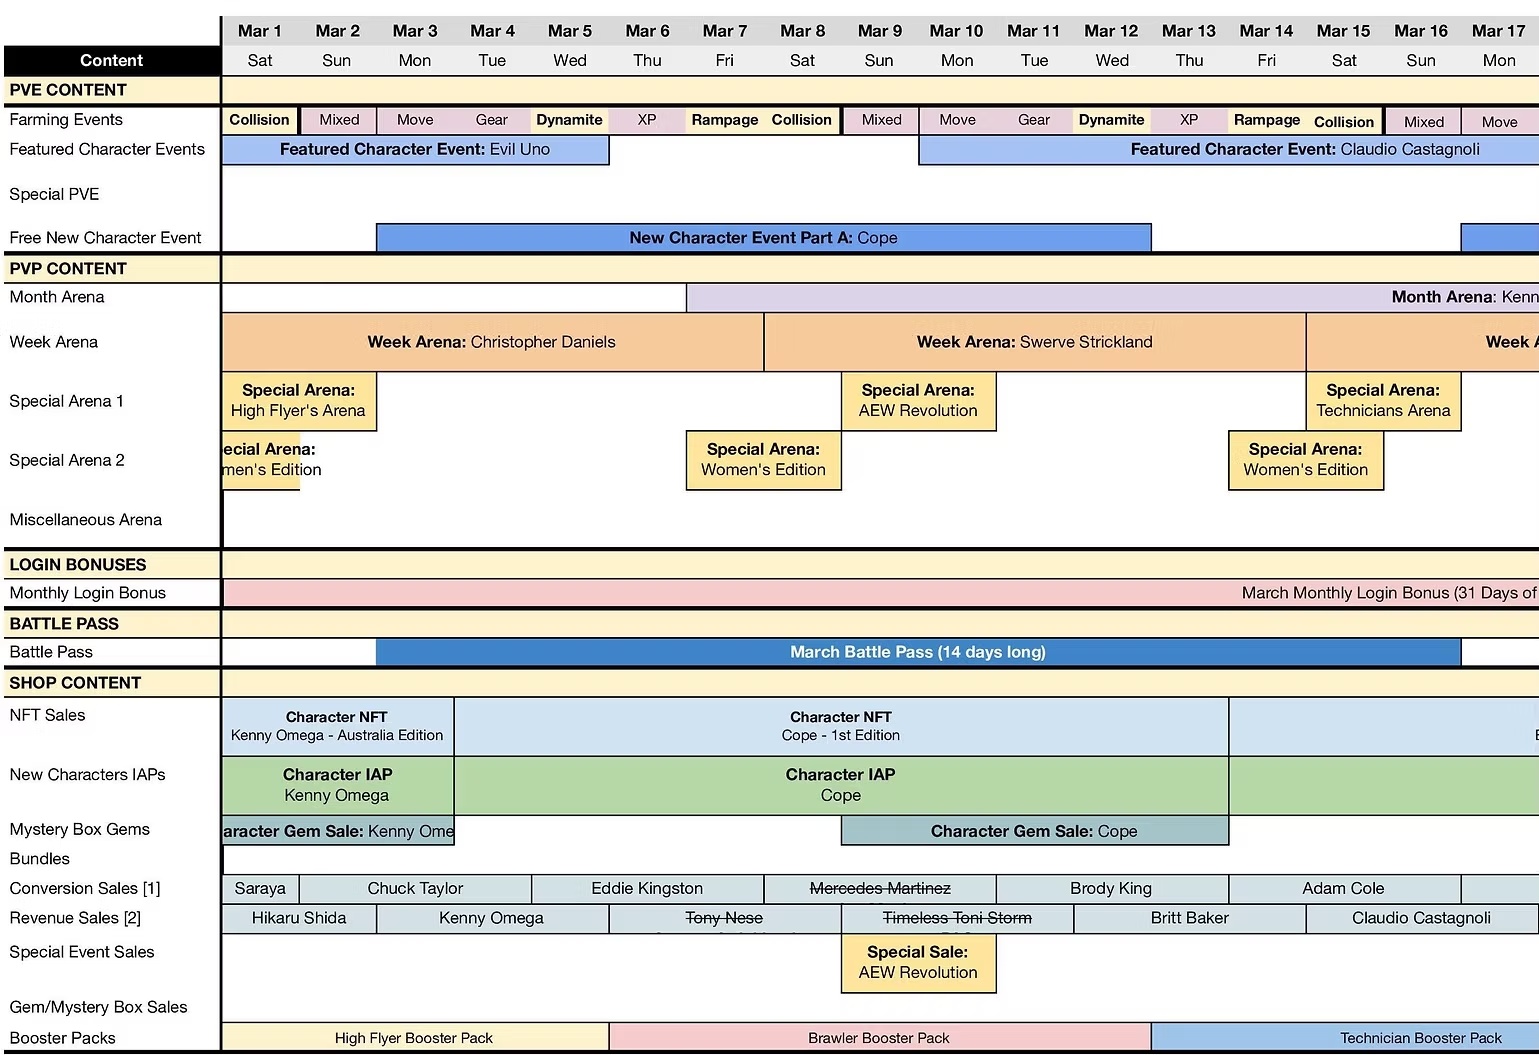 Mar 1 Mar 2 Mar 3 Mar 4 Mar 5 Mar 6 Mar 7 Mar 8 Mar 9 Mar 10 Mar 11 Mar 12 Mar 13 Mar 14 Mar 15 Mar 16 Mar 17
Content Sat Sun Mon Tue Wed Thu Fri Sat Sun Mon Tue Wed Thu Fri Sat Sun Mon
PVE CONTENT
Farming Events Collision Mixed Move Gear Dynamite XP Rampage Collision Mixed Move Gear Dynamite XP Rampage Collision Mixed Move
Featured Character Events Featured Character Event: Evil Uno Featured Character Event: Claudio Castagnoli
Special PVE
Free New Character Event New Character Event Part A: Cope
PVP CONTENT
Month Arena Month Arena: Kenn
Week Arena Week Arena: Christopher Daniels Week Arena: Swerve Strickland Week A
Special Arena 1 Special Arena: Special Arena: Special Arena:
High Flyer's Arena AEW Revolution Technicians Arena
Special Arena 2 ecial Arena: Special Arena: Special Arena:
men's Edition Women's Edition Women's Edition
Miscellaneous Arena
LOGIN BONUSES
Monthly Login Bonus March Monthly Login Bonus (31 Days of
BATTLE PASS
Battle Pass March Battle Pass (14 days long)
SHOP CONTENT
NFT Sales Character NFT Character NFT
Kenny Omega - Australia Edition Cope - 1st Edition
New Characters IAPs Character IAP Character IAP
Kenny Omega Cope
Mystery Box Gems aracter Gem Sale: Kenny Ome Character Gem Sale: Cope
Bundles
Conversion Sales [1] Saraya Chuck Taylor Eddie Kingston Mercedes Martinez Brody King Adam Cole
Revenue Sales [2] Hikaru Shida Kenny Omega Tony Nese Timeless Toni Storm Britt Baker Claudio Castagnoli
Special Event Sales Special Sale:
AEW Revolution
Gem/Mystery Box Sales
Booster Packs High Flyer Booster Pack Brawler Booster Pack Technician Booster Pack